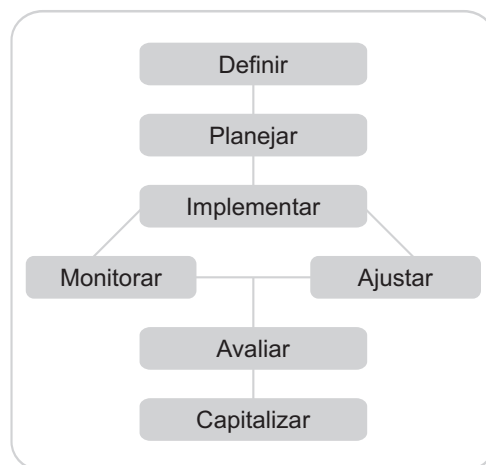 Definir
Planejar
Implementar
Monitorar
Ajustar
Avaliar
Capitalizar